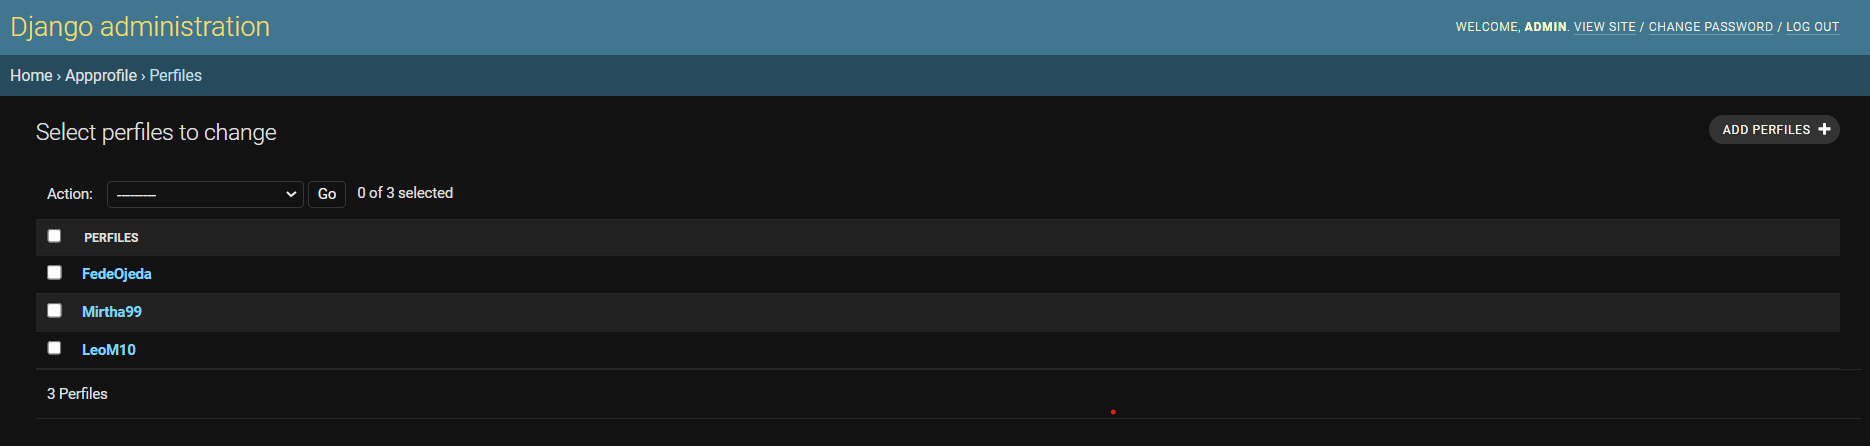 Django administration
WELCOME, ADMIN. VIEW SITE / CHANGE PASSWORD / LOG OUT
Home › Appprofile › Perfiles
Select perfiles to change
ADD PERFILES +
Action: --------- Go 0 of 3 selected
PERFILES
FedeOjeda
Mirtha99
LeoM10
3 Perfiles